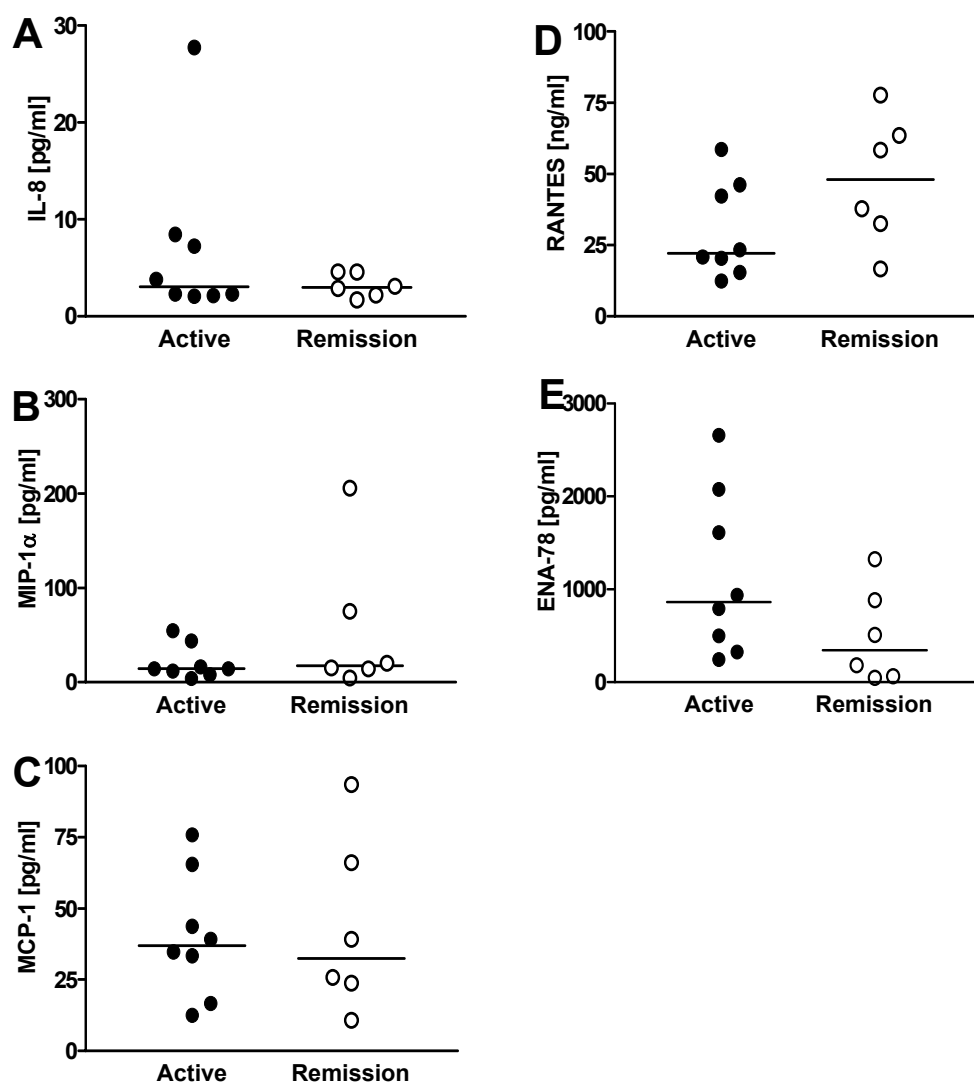 A
IL-8 [pg/ml]
30
20
10
0
Active Remission
B
MIP-1α [pg/ml]
300
200
100
0
Active Remission
C
MCP-1 [pg/ml]
100
75
50
25
0
Active Remission
D
RANTES [ng/ml]
100
75
50
25
0
Active Remission
E
ENA-78 [pg/ml]
3000
2000
1000
0
Active Remission